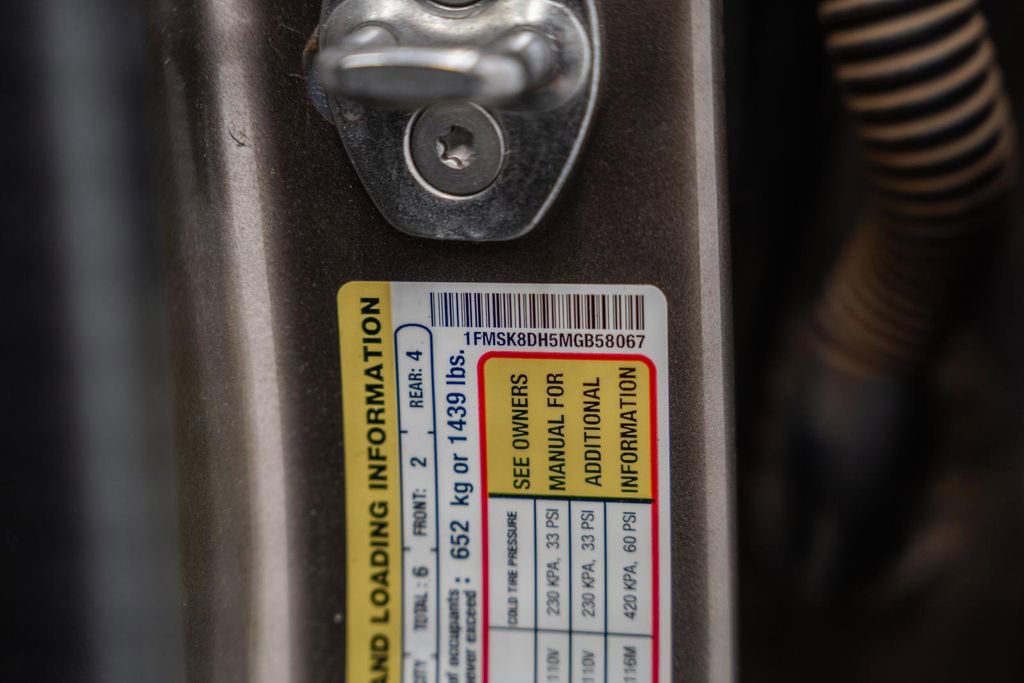 1FMSK8DH5MGB58067
AND LOADING INFORMATION
TOTAL : 6 FRONT: 2 REAR: 4
of occupants
never exceed : 652 kg or 1439 lbs.
COLD TIRE PRESSURE
SEE OWNERS
MANUAL FOR
ADDITIONAL
INFORMATION
110V 230 KPA, 33 PSI
110V 230 KPA, 33 PSI
116M 420 KPA, 60 PSI